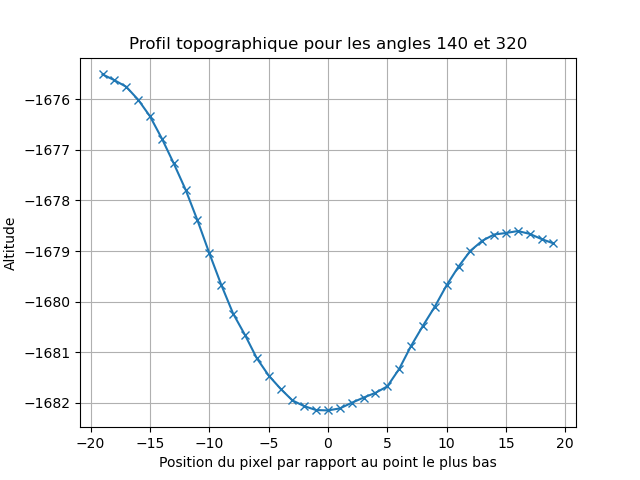 Profil topographique pour les angles 140 et 320
Altitude
−1676
−1677
−1678
−1679
−1680
−1681
−1682
−20 −15 −10 −5 0 5 10 15 20
Position du pixel par rapport au point le plus bas